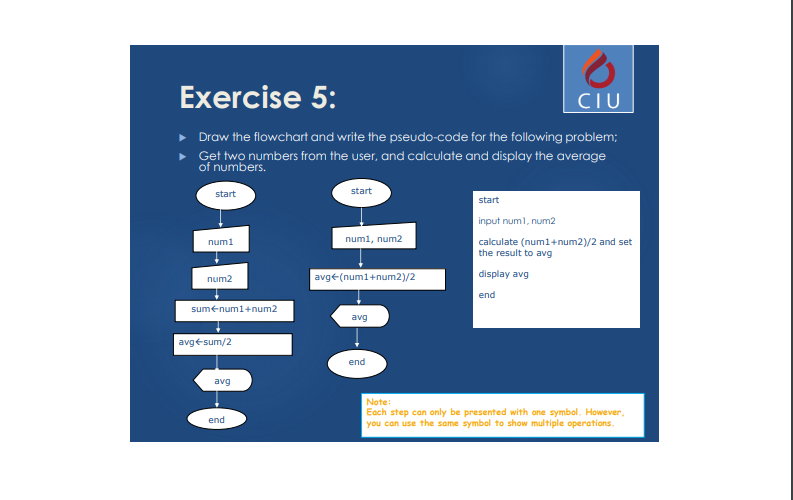 CIU
Exercise 5:
Draw the flowchart and write the pseudo-code for the following problem;
Get two numbers from the user, and calculate and display the average
of numbers.
start
num1
num2
sum←num1+num2
avg←sum/2
avg
end
start
num1, num2
avg←(num1+num2)/2
avg
end
start
input num1, num2
calculate (num1+num2)/2 and set
the result to avg
display avg
end
Note:
Each step can only be presented with one symbol. However,
you can use the same symbol to show multiple operations.